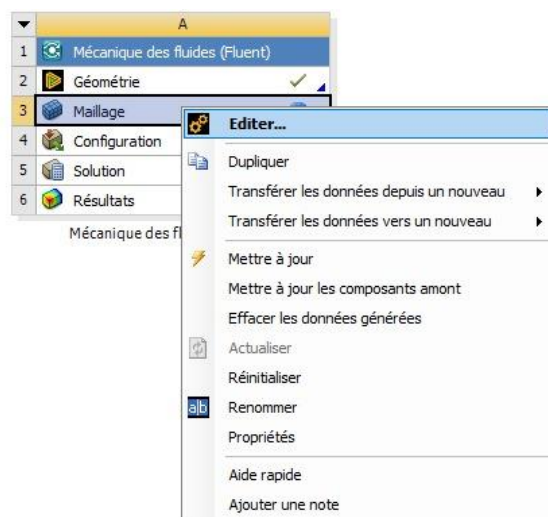 A
1 Mécanique des fluides (Fluent)
2 Géométrie
3 Maillage
4 Configuration
5 Solution
6 Résultats
Mécanique des fl
Editer...
Dupliquer
Transférer les données depuis un nouveau
Transférer les données vers un nouveau
Mettre à jour
Mettre à jour les composants amont
Effacer les données générées
Actualiser
Réinitialiser
a|b Renommer
Propriétés
Aide rapide
Ajouter une note